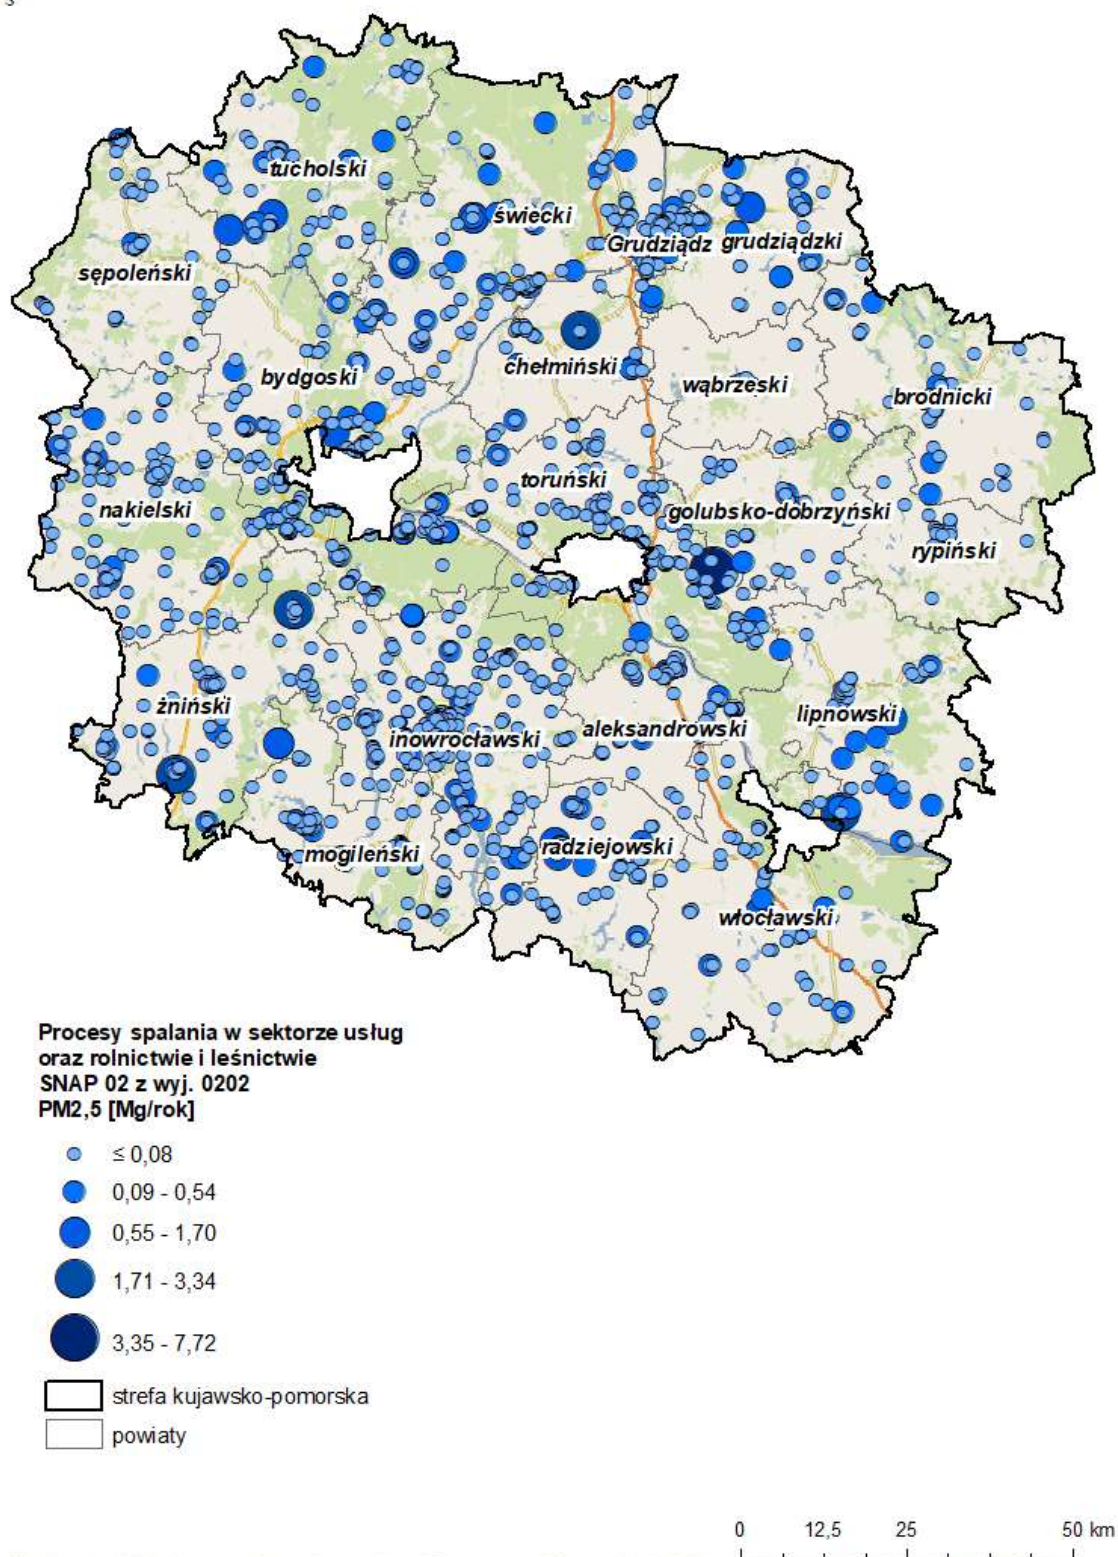 tucholski
świecki
Grudziądz grudziądzki
sępoleński
bydgoski
chełmiński
wąbrzeski
brodnicki
toruński
nakielski
golubsko-dobrzyński
rypiński
żniński
lipnowski
inowrocławski
aleksandrowski
mogileński
radziejowski
włocławski
Procesy spalania w sektorze usług
oraz rolnictwie i leśnictwie
SNAP 02 z wyj. 0202
PM2,5 [Mg/rok]
≤ 0,08
0,09 - 0,54
0,55 - 1,70
1,71 - 3,34
3,35 - 7,72
strefa kujawsko-pomorska
powiaty
0 12,5 25 50 km